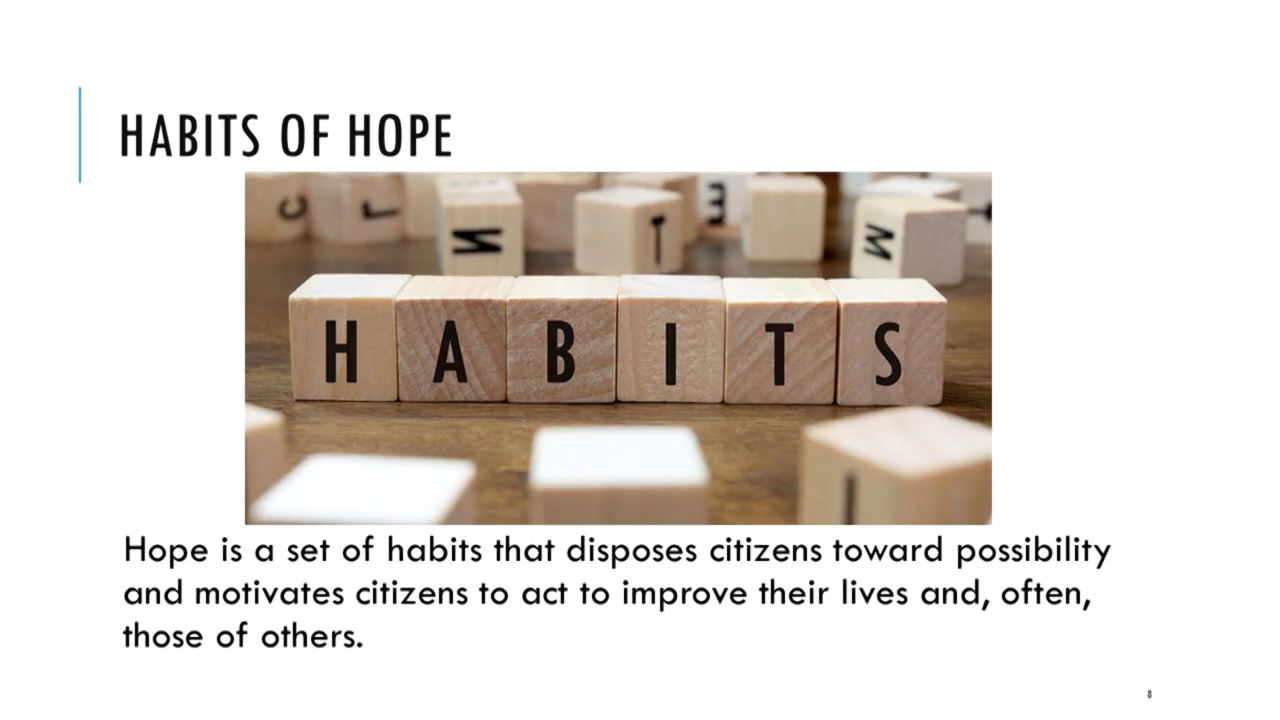 HABITS OF HOPE
C L N T E M
H A B I T S
I
Hope is a set of habits that disposes citizens toward possibility
and motivates citizens to act to improve their lives and, often,
those of others.
8